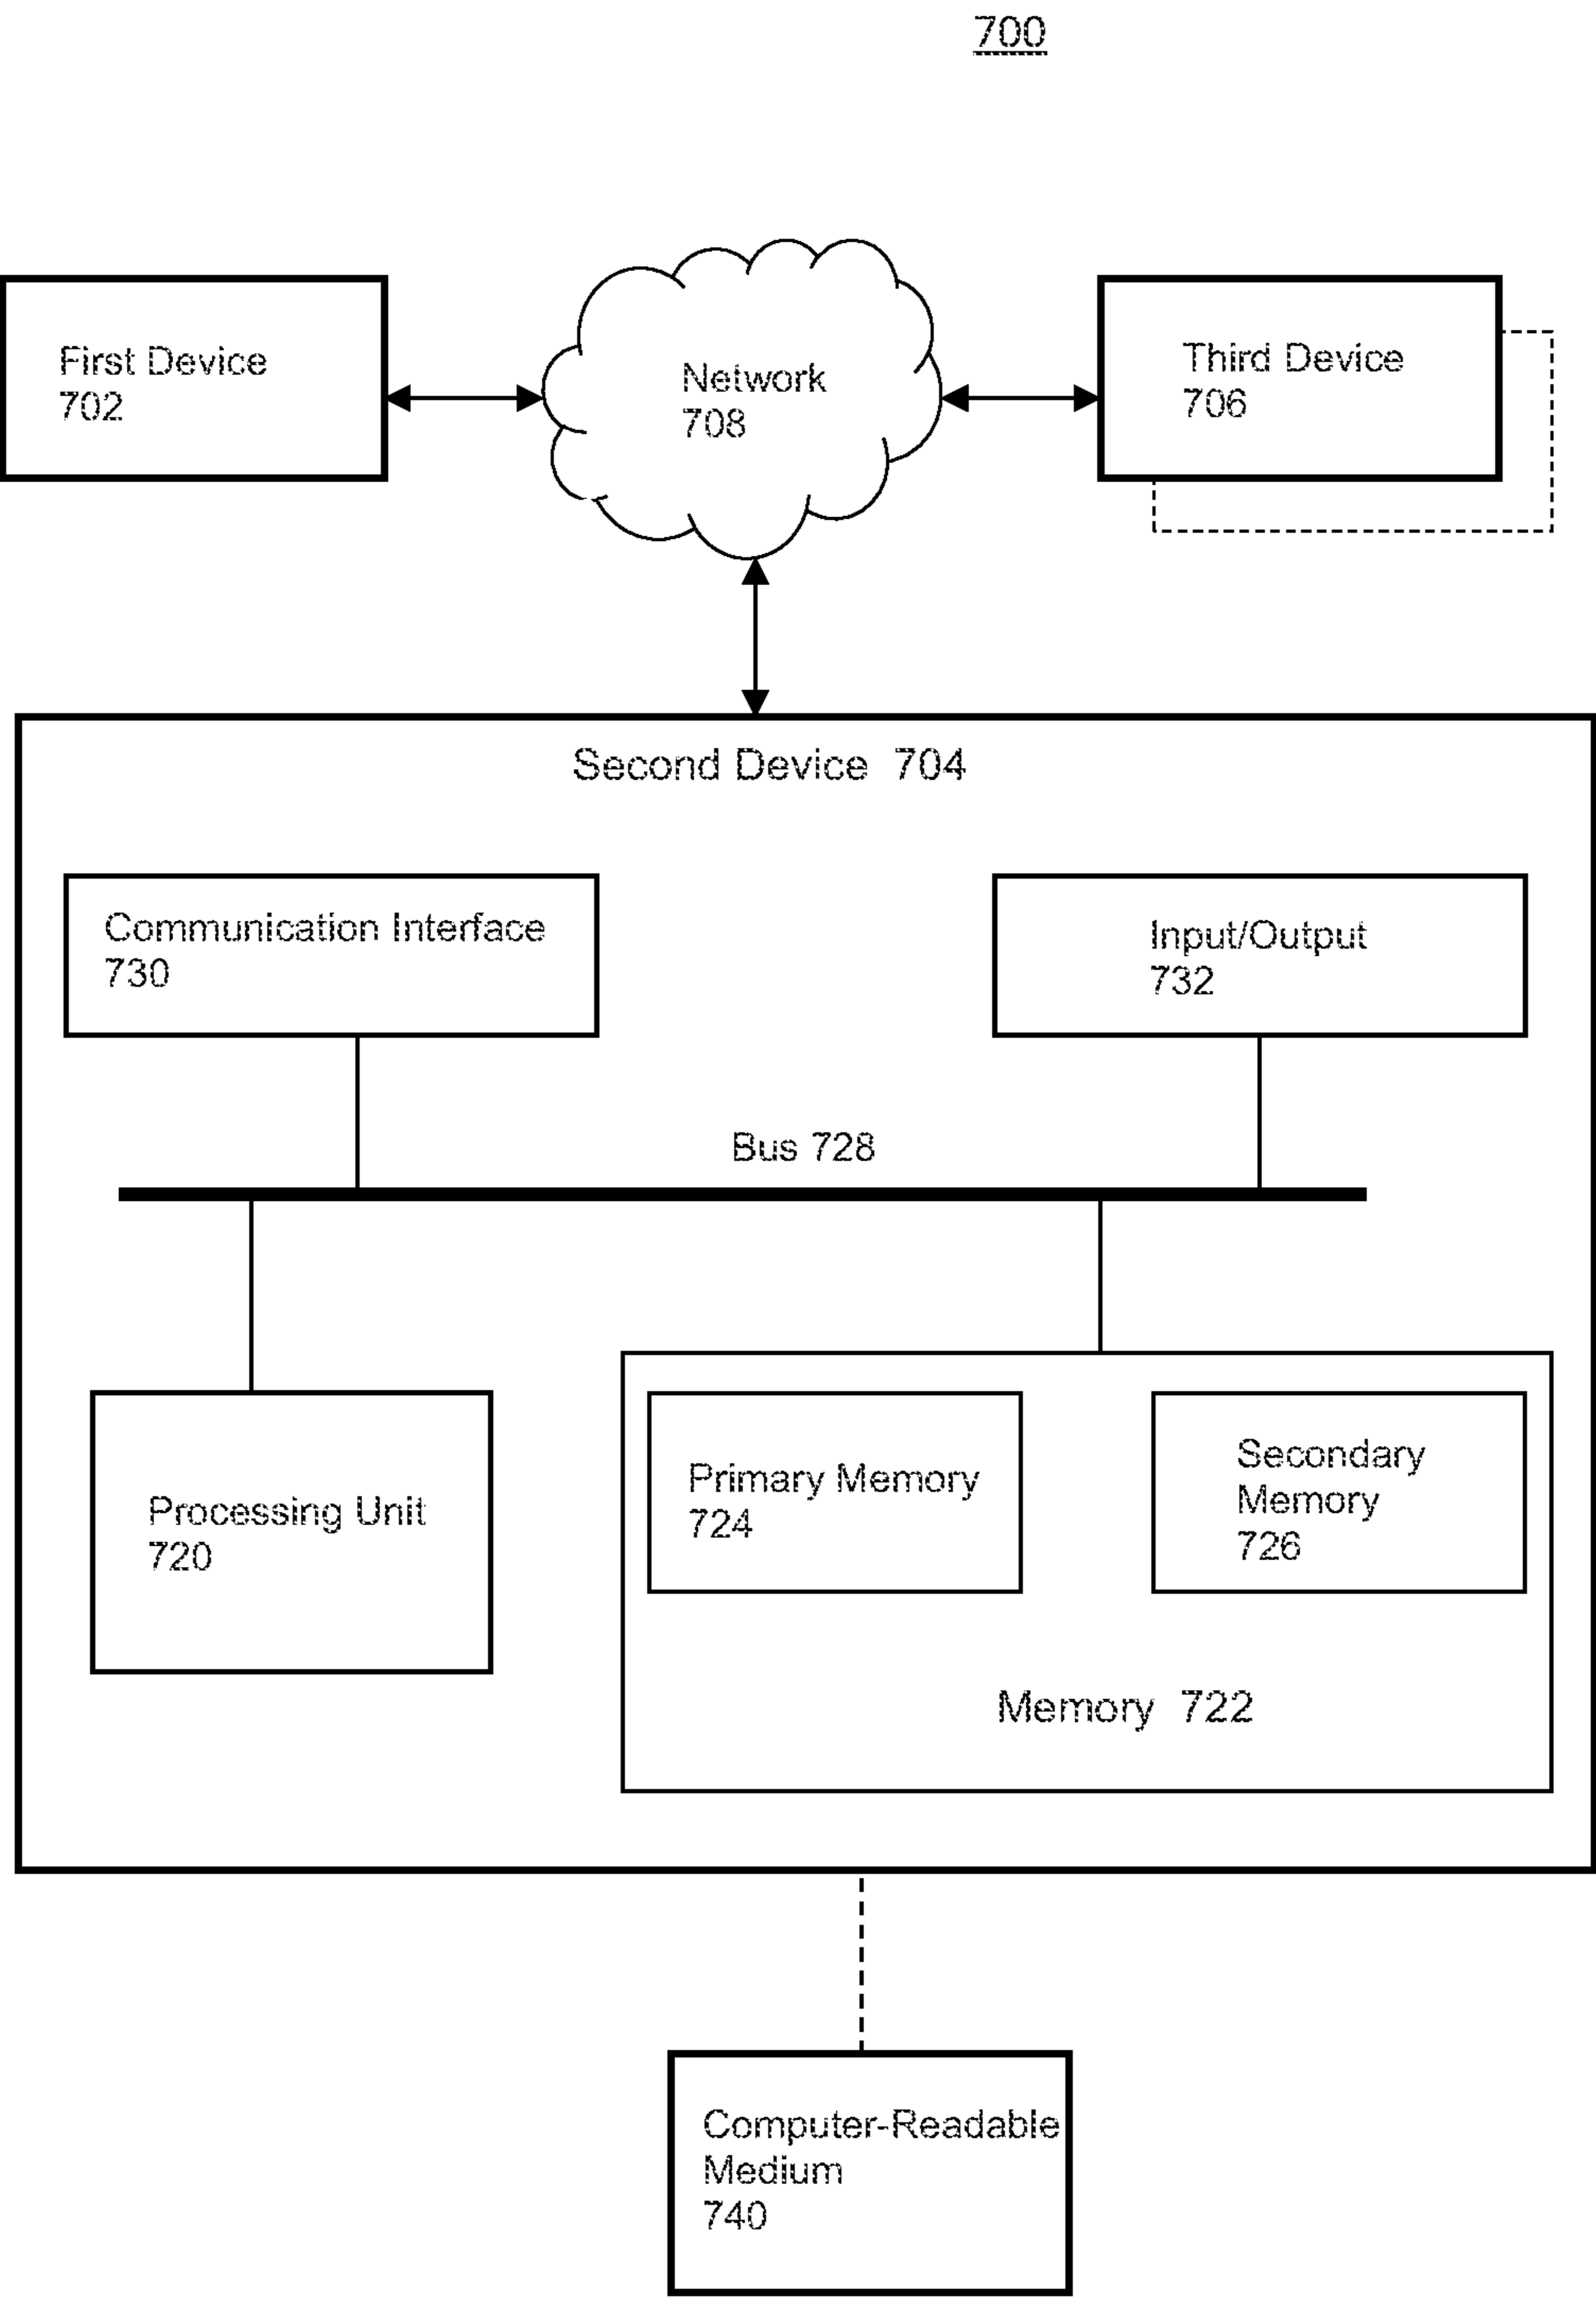 700
First Device
702
Network
708
Third Device
706
Second Device 704
Communication Interface
730
Input/Output
732
Bus 728
Processing Unit
720
Primary Memory
724
Secondary
Memory
726
Memory 722
Computer-Readable
Medium
740